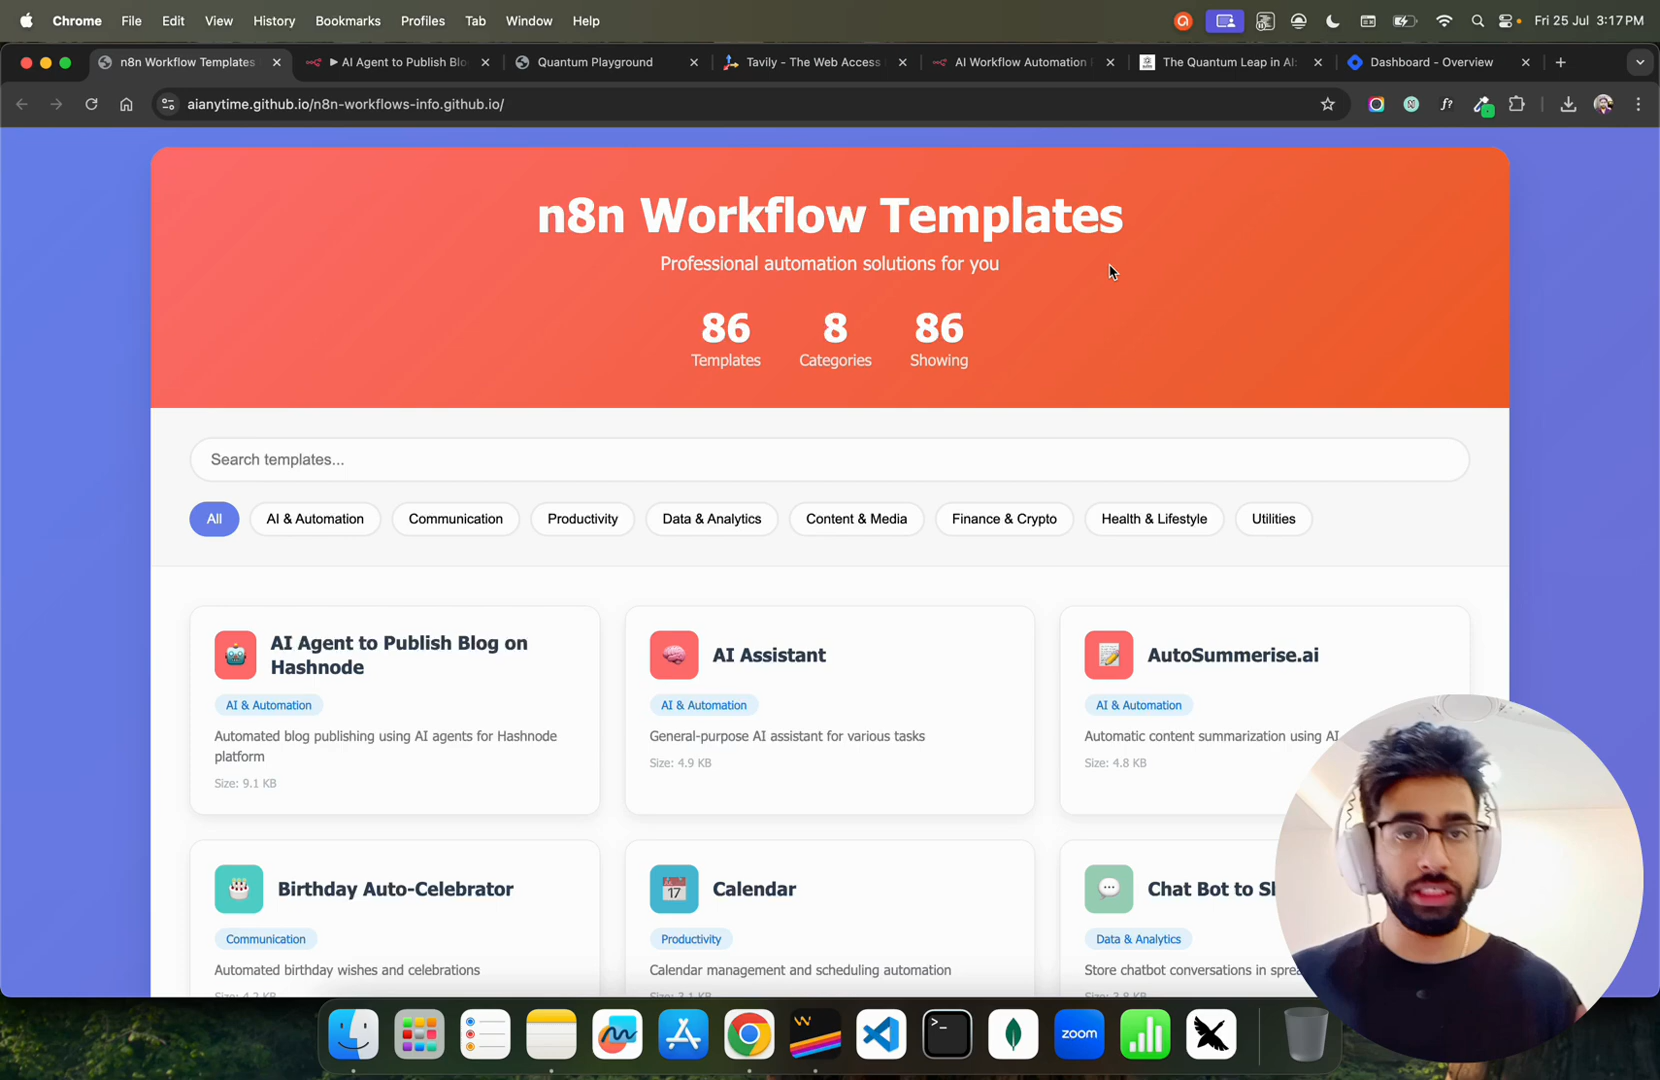 Chrome File Edit View History Bookmarks Profiles Tab Window Help Fri 25 Jul 3:17 PM
n8n Workflow Templates ▶ AI Agent to Publish Blo Quantum Playground Tavily - The Web Access AI Workflow Automation The Quantum Leap in AI: Dashboard - Overview
aianytime.github.io/n8n-workflows-info.github.io/
n8n Workflow Templates
Professional automation solutions for you
86 8 86
Templates Categories Showing
Search templates...
All AI & Automation Communication Productivity Data & Analytics Content & Media Finance & Crypto Health & Lifestyle Utilities
AI Agent to Publish Blog on
Hashnode
AI & Automation
Automated blog publishing using AI agents for Hashnode
platform
Size: 9.1 KB
AI Assistant
AI & Automation
General-purpose AI assistant for various tasks
Size: 4.9 KB
AutoSummerise.ai
AI & Automation
Automatic content summarization using AI
Size: 4.8 KB
Birthday Auto-Celebrator
Communication
Automated birthday wishes and celebrations
Calendar
17
Productivity
Calendar management and scheduling automation
Chat Bot to
Data & Analytics
Store chatbot conversations in
zoom